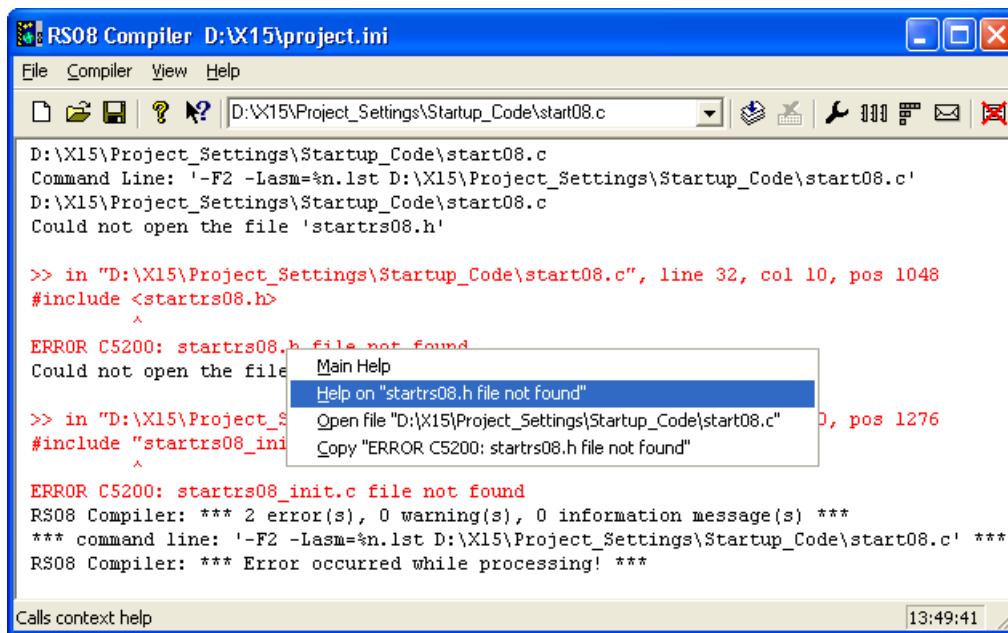 RS08 Compiler D:\X15\project.ini
File Compiler View Help
D:\X15\Project_Settings\Startup_Code\start08.c
D:\X15\Project_Settings\Startup_Code\start08.c
Command Line: '-F2 -Lasm=%n.lst D:\X15\Project_Settings\Startup_Code\start08.c'
D:\X15\Project_Settings\Startup_Code\start08.c
Could not open the file 'startrs08.h'
>> in "D:\X15\Project_Settings\Startup_Code\start08.c", line 32, col 10, pos 1048
#include <startrs08.h>
^
ERROR C5200: startrs08.h file not found
Could not open the file
Main Help
Help on "startrs08.h file not found"
Open file "D:\X15\Project_Settings\Startup_Code\start08.c"
Copy "ERROR C5200: startrs08.h file not found"
>> in "D:\X15\Project_S 0, pos 1276
#include "startrs08_ini
^
ERROR C5200: startrs08_init.c file not found
RS08 Compiler: *** 2 error(s), 0 warning(s), 0 information message(s) ***
*** command line: '-F2 -Lasm=%n.lst D:\X15\Project_Settings\Startup_Code\start08.c' ***
RS08 Compiler: *** Error occurred while processing! ***
Calls context help 13:49:41